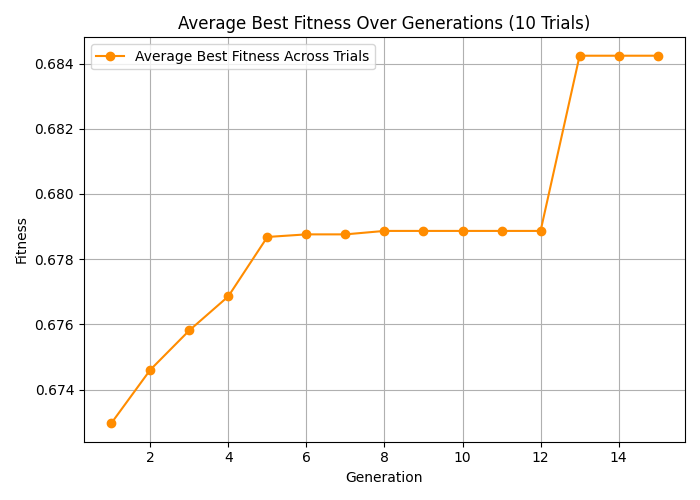 Average Best Fitness Over Generations (10 Trials)
Average Best Fitness Across Trials
0.684
0.682
0.680
0.678
0.676
0.674
Fitness
2 4 6 8 10 12 14
Generation